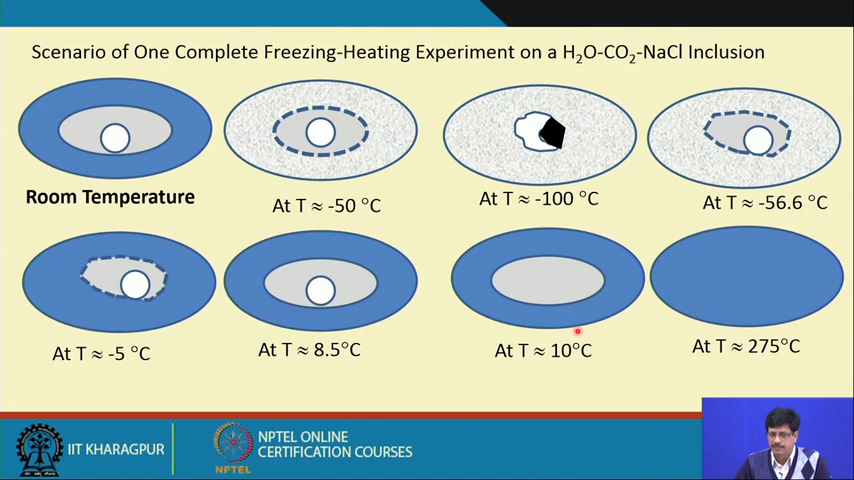 Scenario of One Complete Freezing-Heating Experiment on a H₂O-CO₂-NaCl Inclusion
Room Temperature
At T ≈ -50 °C
At T ≈ -100 °C
At T ≈ -56.6 °C
At T ≈ -5 °C
At T ≈ 8.5°C
At T ≈ 10°C
At T ≈ 275°C
IIT KHARAGPUR
NPTEL
NPTEL ONLINE
CERTIFICATION COURSES